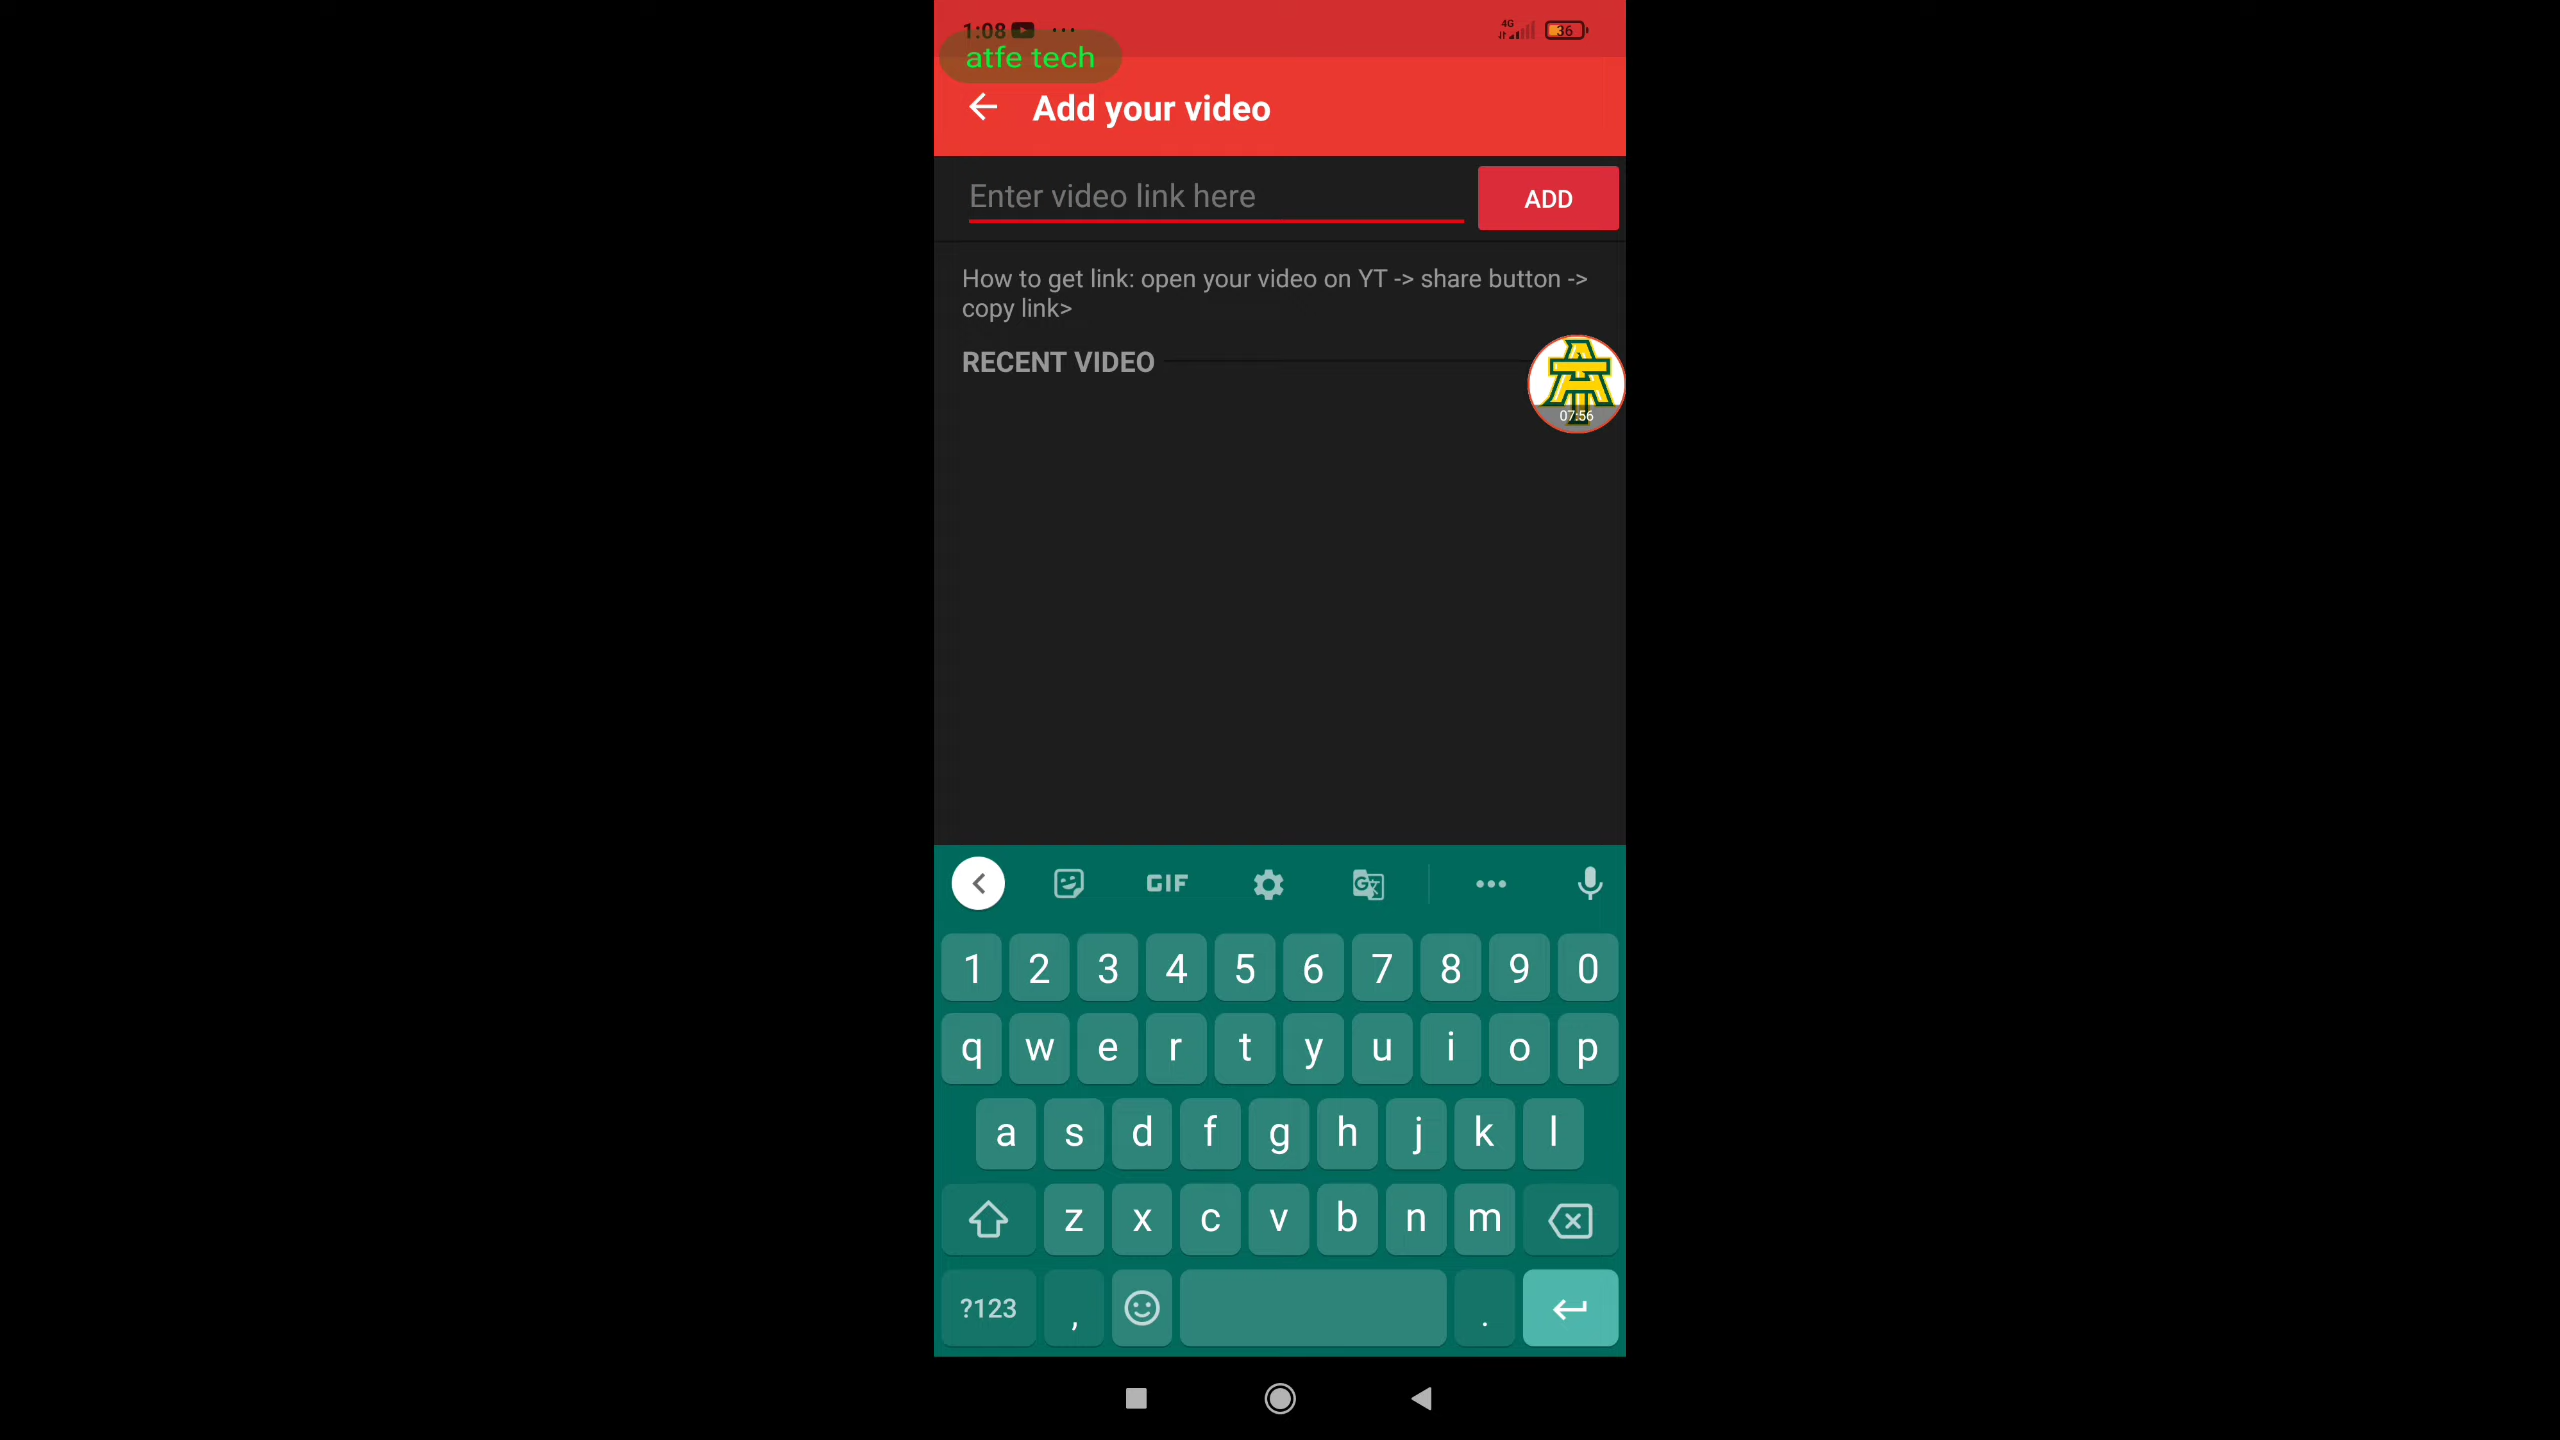 1:08 ...
4G
36
atfe tech
Add your video
Enter video link here
ADD
How to get link: open your video on YT -> share button ->
copy link>
RECENT VIDEO
07:56
GIF
1 2 3 4 5 6 7 8 9 0
q w e r t y u i o p
a s d f g h j k l
z x c v b n m
?123 , .